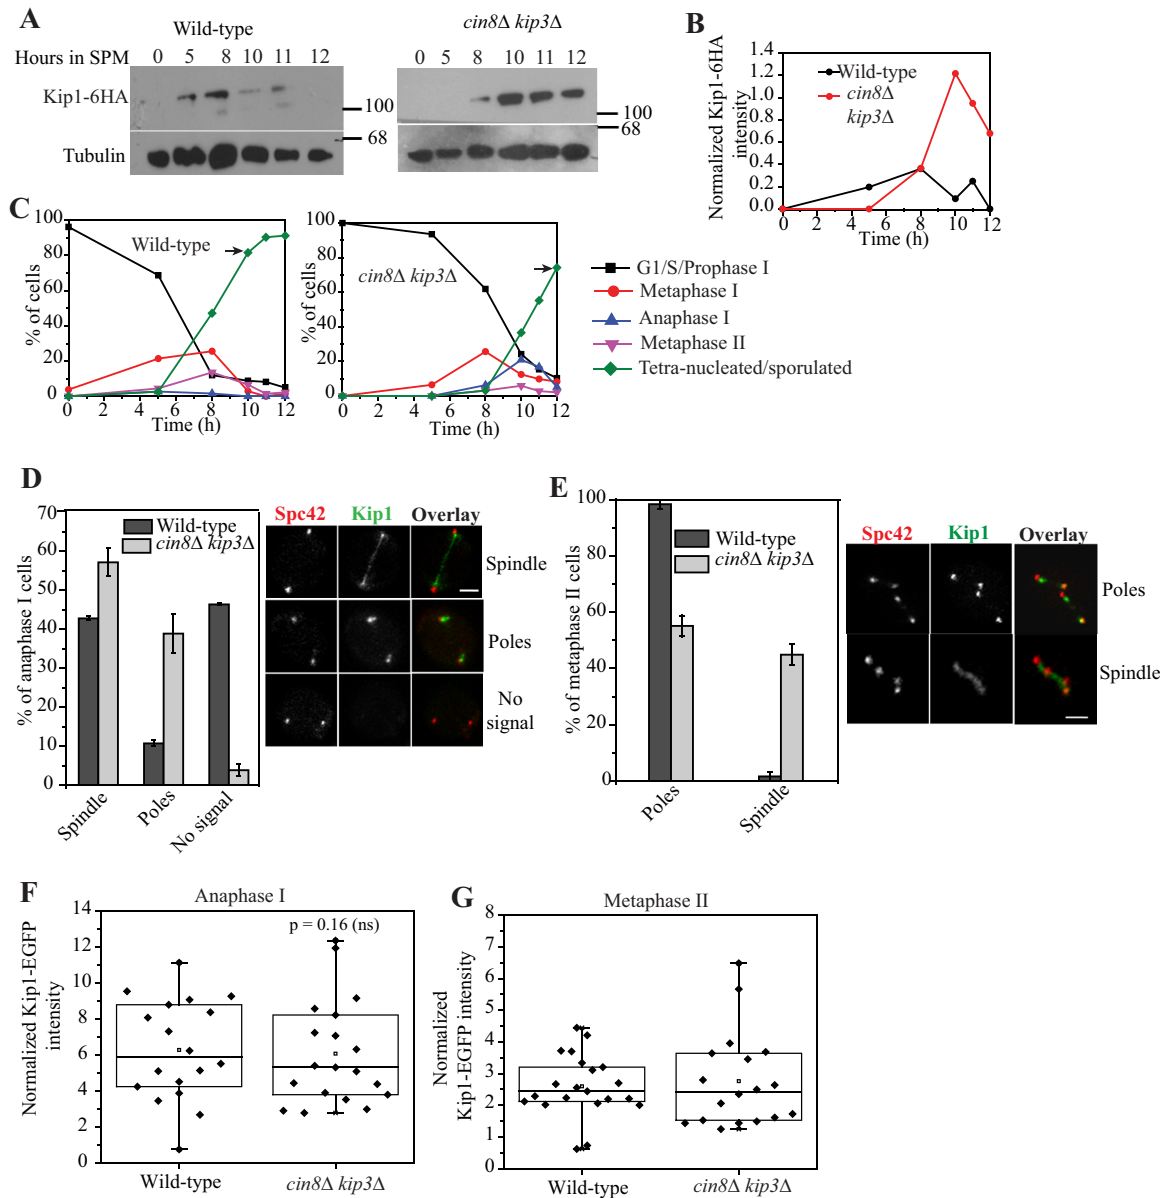 A
Wild-type
cin8Δ kip3Δ
Hours in SPM
0 5 8 10 11 12
0 5 8 10 11 12
Kip1-6HA
100
68
100
68
Tubulin
B
Normalized Kip1-6HA
intensity
1.4
1.2
1.0
0.8
0.6
0.4
0.2
0.0
Wild-type
cin8Δ
kip3Δ
0 2 4 6 8 10 12
Time (h)
C
% of cells
100
80
60
40
20
0
Wild-type
0 2 4 6 8 10 12
Time (h)
% of cells
100
80
60
40
20
0
cin8Δ kip3Δ
0 2 4 6 8 10 12
Time (h)
G1/S/Prophase I
Metaphase I
Anaphase I
Metaphase II
Tetra-nucleated/sporulated
D
% of anaphase I cells
70
60
50
40
30
20
10
0
Wild-type
cin8Δ kip3Δ
Spindle
Poles
No signal
Spc42 Kip1 Overlay
Spindle
Poles
No
signal
E
% of metaphase II cells
100
80
60
40
20
0
Wild-type
cin8Δ kip3Δ
Poles
Spindle
Spc42 Kip1 Overlay
Poles
Spindle
F
Anaphase I
Normalized Kip1-EGFP
intensity
14
12
10
8
6
4
2
0
p = 0.16 (ns)
Wild-type
cin8Δ kip3Δ
G
Metaphase II
Normalized
Kip1-EGFP intensity
8
7
6
5
4
3
2
1
0
Wild-type
cin8Δ kip3Δ